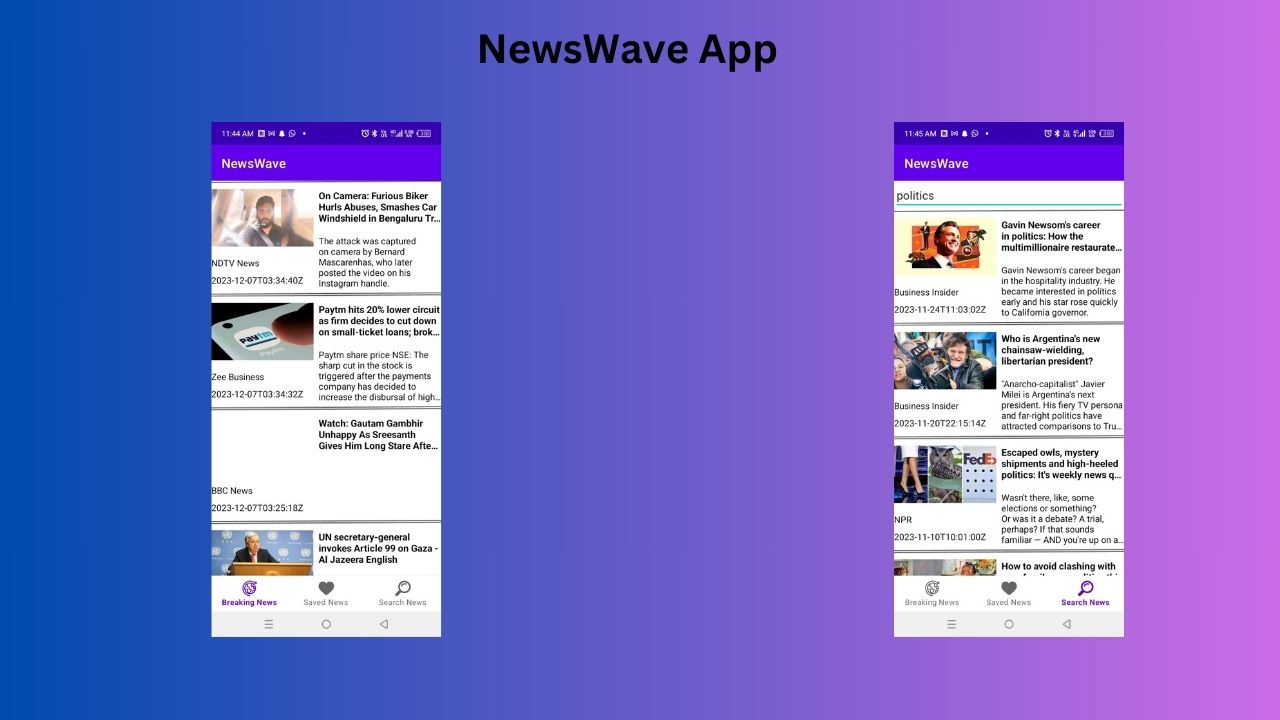 NewsWave App
11:44 AM
NewsWave
On Camera: Furious Biker
Hurls Abuses, Smashes Car
Windshield in Bengaluru Tr...
The attack was captured
on camera by Bernard
Mascarenhas, who later
posted the video on his
Instagram handle.
NDTV News
2023-12-07T03:34:40Z
Paytm hits 20% lower circuit
as firm decides to cut down
on small-ticket loans; brok...
Paytm share price NSE: The
sharp cut in the stock is
triggered after the payments
company has decided to
increase the disbursal of high...
paytm
Zee Business
2023-12-07T03:34:32Z
Watch: Gautam Gambhir
Unhappy As Sreesanth
Gives Him Long Stare Afte...
BBC News
2023-12-07T03:25:18Z
UN secretary-general
invokes Article 99 on Gaza -
Al Jazeera English
Breaking News
Saved News
Search News
11:45 AM
NewsWave
politics
Gavin Newsom's career
in politics: How the
multimillionaire restaurate...
Gavin Newsom's career began
in the hospitality industry. He
became interested in politics
early and his star rose quickly
to California governor.
Business Insider
2023-11-24T11:03:02Z
Who is Argentina's new
chainsaw-wielding,
libertarian president?
"Anarcho-capitalist" Javier
Milei is Argentina's next
president. His fiery TV persona
and far-right politics have
attracted comparisons to Tru...
Business Insider
2023-11-20T22:15:14Z
Escaped owls, mystery
shipments and high-heeled
politics: It's weekly news q...
Wasn't there, like, some
elections or something?
Or was it a debate? A trial,
perhaps? If that sounds
familiar — AND you're up on a...
FedEx
NPR
2023-11-10T10:01:00Z
How to avoid clashing with
Breaking News
Saved News
Search News